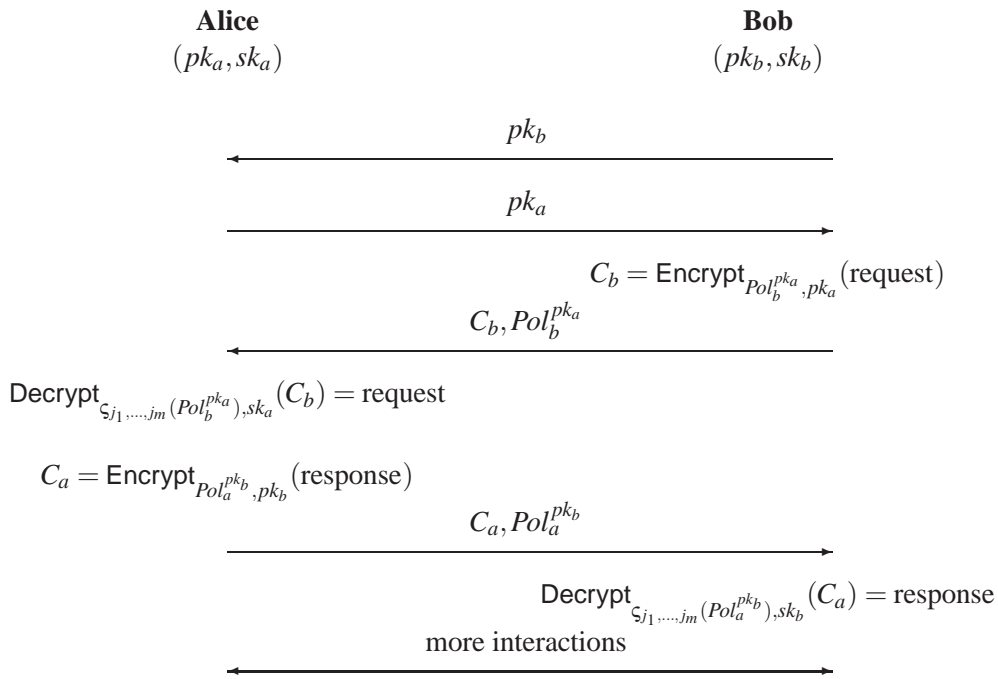 Alice Bob
(pk_a, sk_a) (pk_b, sk_b)
pk_b
pk_a
C_b = Encrypt_{Pol_b^{pk_a}, pk_a}(request)
C_b, Pol_b^{pk_a}
Decrypt_{ς_{j_1,...,j_m}(Pol_b^{pk_a}), sk_a}(C_b) = request
C_a = Encrypt_{Pol_a^{pk_b}, pk_b}(response)
C_a, Pol_a^{pk_b}
Decrypt_{ς_{j_1,...,j_m}(Pol_a^{pk_b}), sk_b}(C_a) = response
more interactions